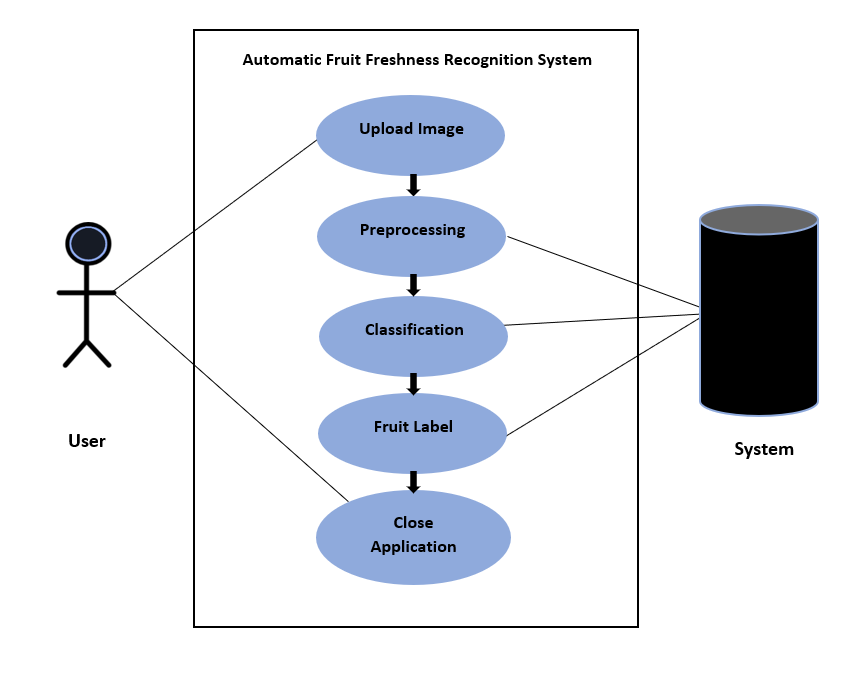 Automatic Fruit Freshness Recognition System
Upload Image
Preprocessing
Classification
Fruit Label
Close
Application
User
System